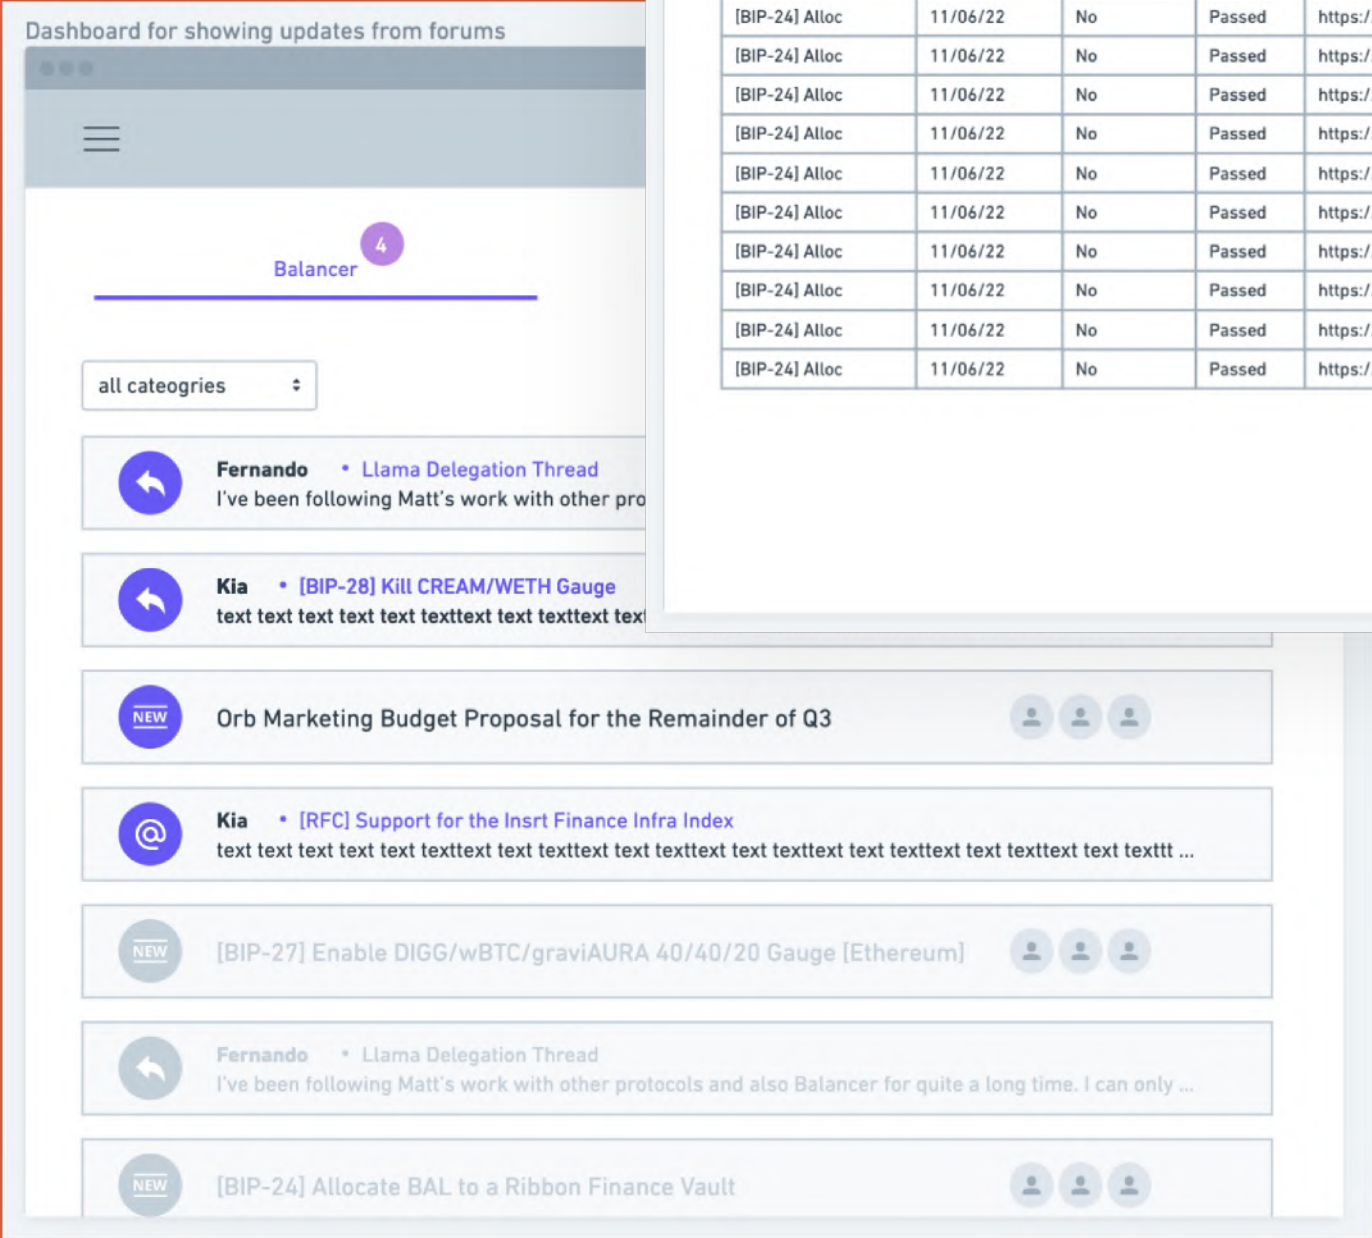 Dashboard for showing updates from forums
Balancer
4
all cateogries
Fernando • Llama Delegation Thread
I've been following Matt's work with other pro
Kia • [BIP-28] Kill CREAM/WETH Gauge
text text text text text texttext text texttext tex
NEW
Orb Marketing Budget Proposal for the Remainder of Q3
Kia • [RFC] Support for the Insrt Finance Infra Index
text text text text text texttext text texttext text texttext text texttext text texttext text texttext text texttt ...
NEW
[BIP-27] Enable DIGG/wBTC/graviAURA 40/40/20 Gauge [Ethereum]
Fernando • Llama Delegation Thread
I've been following Matt's work with other protocols and also Balancer for quite a long time. I can only ...
NEW
[BIP-24] Allocate BAL to a Ribbon Finance Vault
[BIP-24] Alloc 11/06/22 No Passed https:/
[BIP-24] Alloc 11/06/22 No Passed https:/
[BIP-24] Alloc 11/06/22 No Passed https:/
[BIP-24] Alloc 11/06/22 No Passed https:/
[BIP-24] Alloc 11/06/22 No Passed https:/
[BIP-24] Alloc 11/06/22 No Passed https:/
[BIP-24] Alloc 11/06/22 No Passed https:/
[BIP-24] Alloc 11/06/22 No Passed https:/
[BIP-24] Alloc 11/06/22 No Passed https:/
[BIP-24] Alloc 11/06/22 No Passed https:/